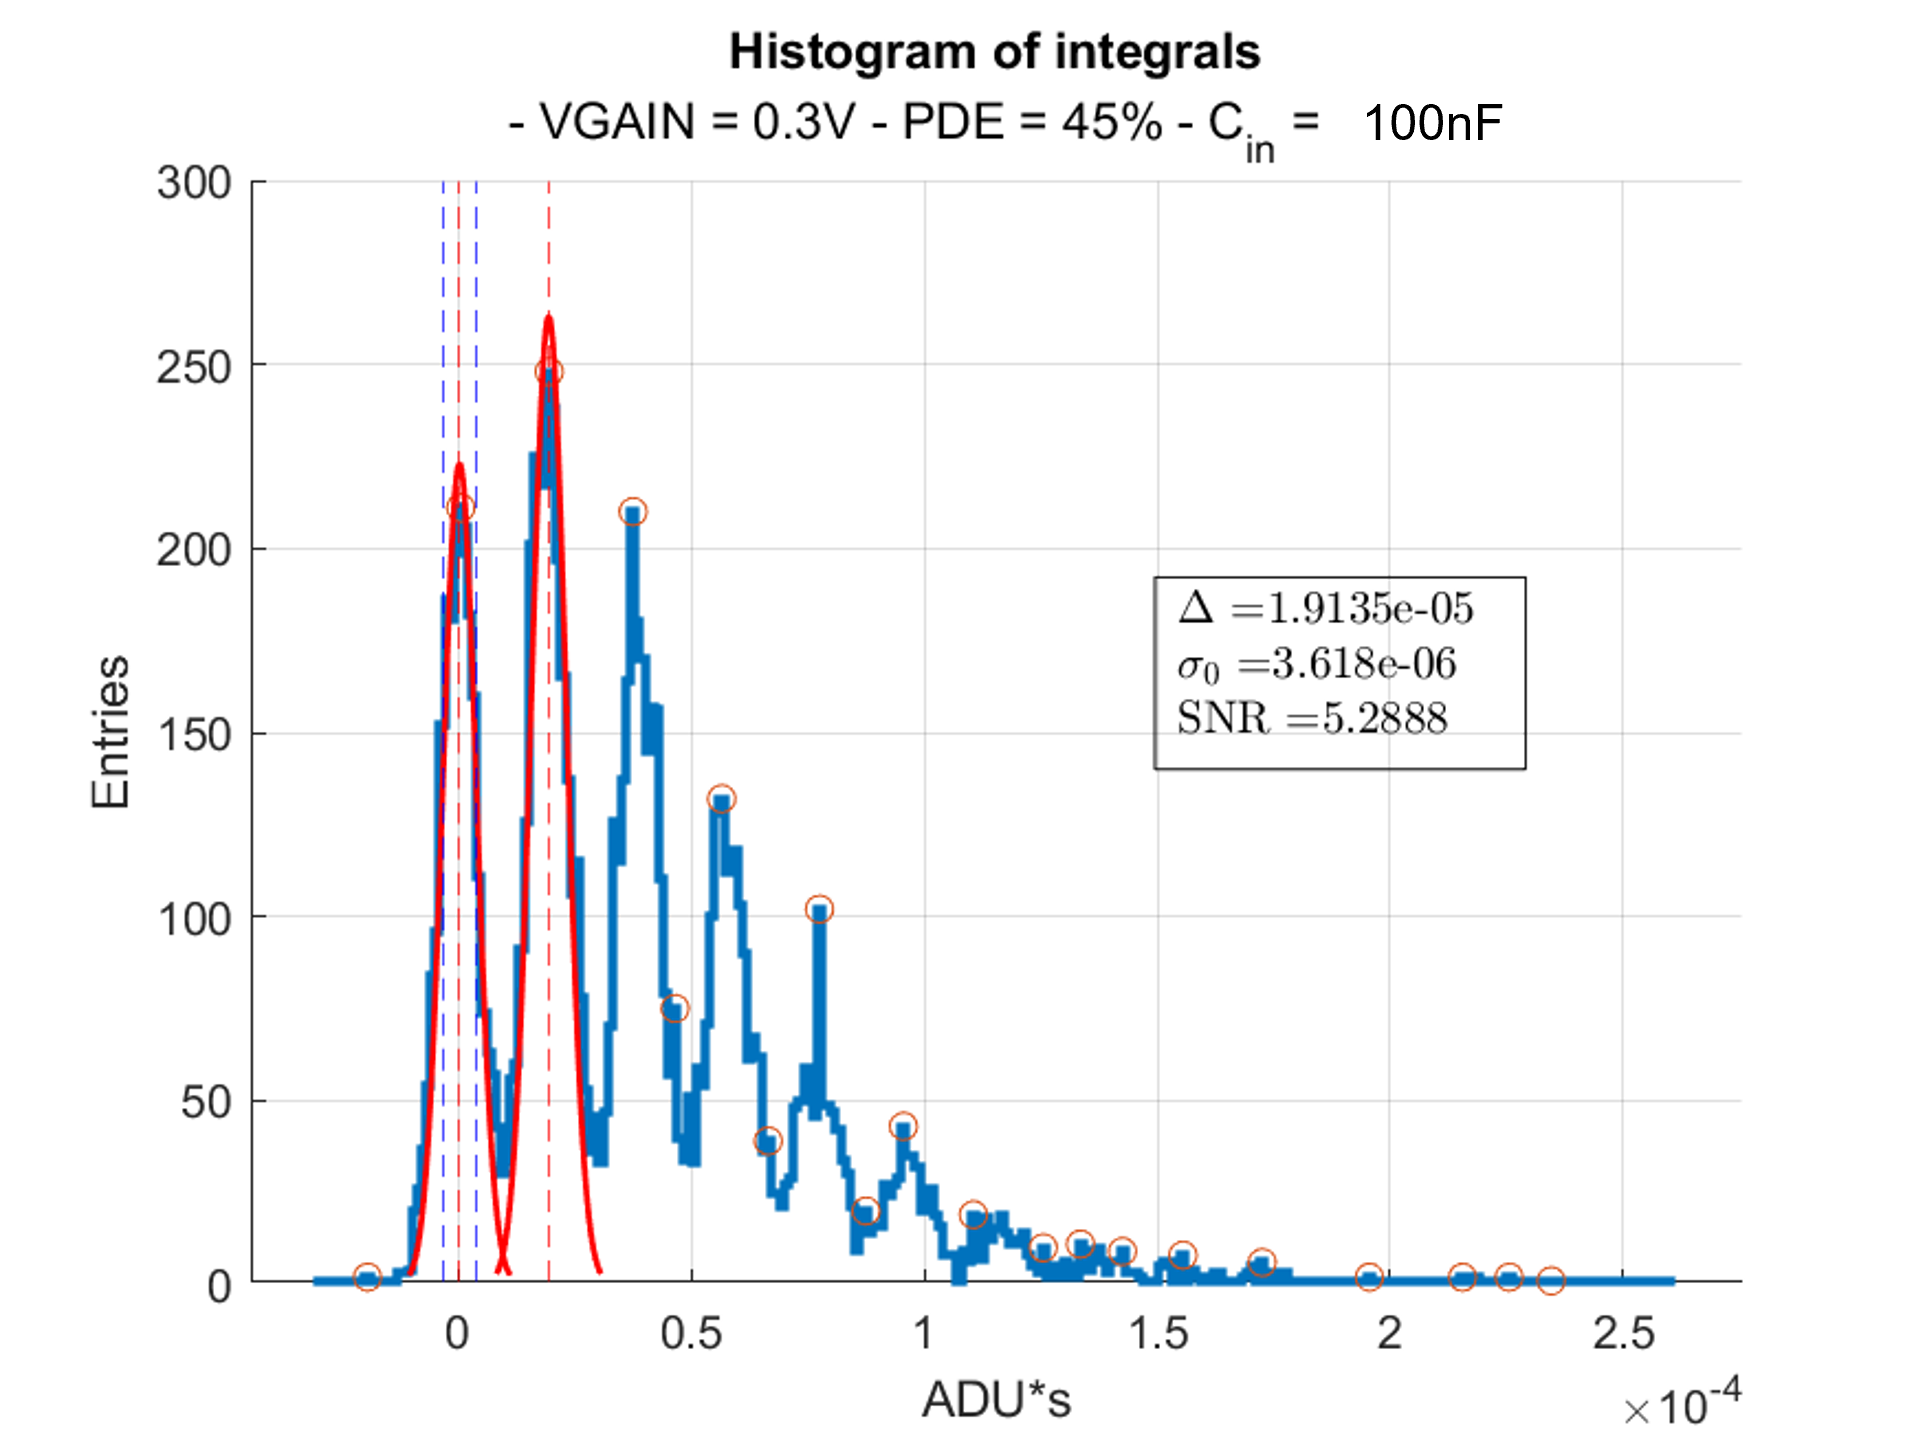 Histogram of integrals
- VGAIN = 0.3V - PDE = 45% - C_in = 100nF
300
250
200
150
100
50
0
Entries
Δ =1.9135e-05
σ₀ =3.618e-06
SNR =5.2888
0 0.5 1 1.5 2 2.5
ADU*s
×10⁻⁴